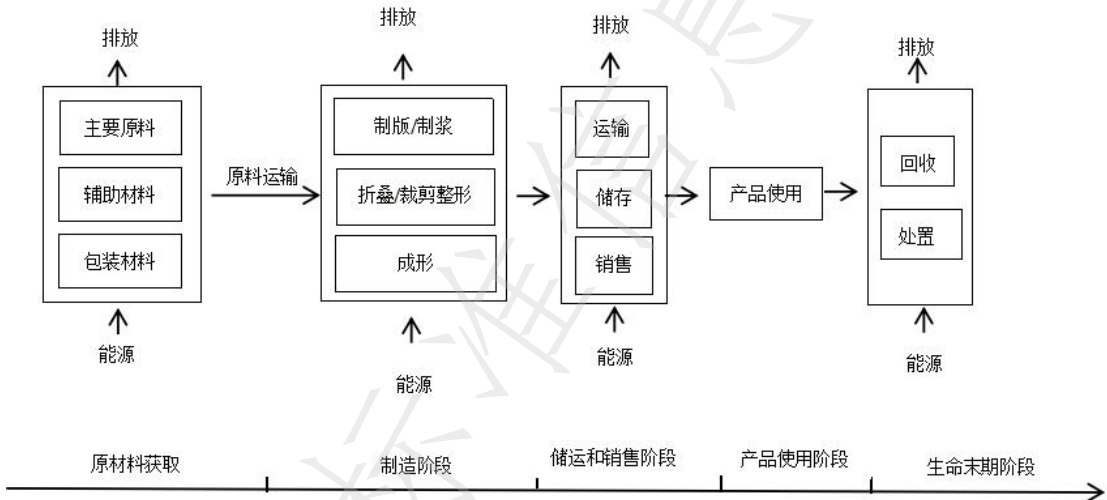 排放
主要原料
辅助材料
包装材料
能源
原料运输
排放
制版/制浆
折叠/裁剪整形
成形
能源
排放
运输
储存
销售
能源
产品使用
排放
回收
处置
能源
原材料获取
制造阶段
储运和销售阶段
产品使用阶段
生命末期阶段